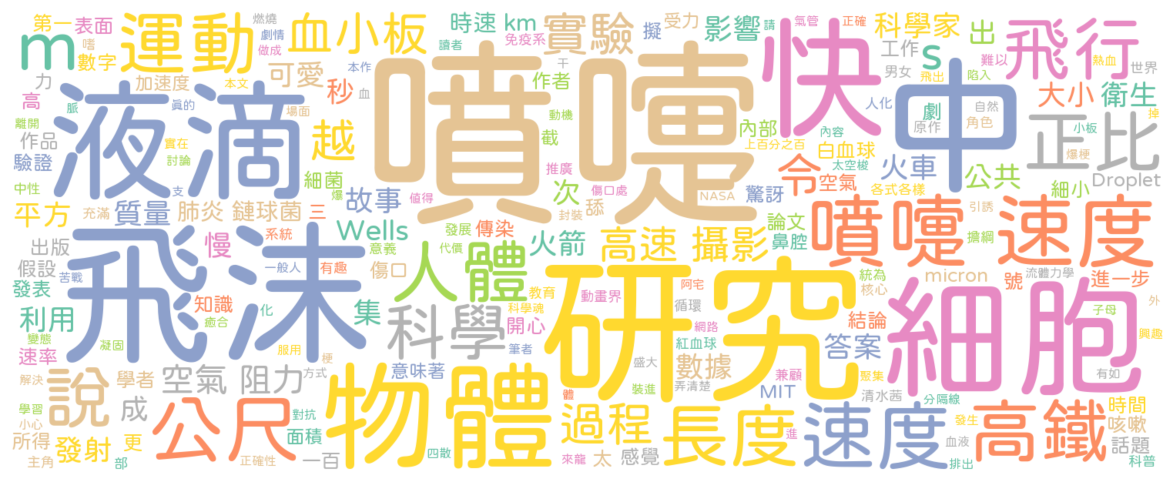 噴嚏
研究
細胞
飛沫
液滴
物體
快
中
飛行
運動
m
血小板
時速
km
實驗
影響
科學家
s
出
第一
表面
數字
加速度
可愛
秒
作者
越
高
力
作品
驗證
細菌
故事
次
舔
驚訝
令
火車
公共
大小
衛生
正比
Droplet
細小
平方
質量
肺炎
鏈球菌
三
Wells
傳染
火箭
高速
攝影
噴嚏
速度
論文
鼻腔
空氣
白血球
內部
慢
人體
科學
出版
假設
發表
利用
知識
集
開心
傷口
系統
速率
說
學者
空氣
阻力
成
意味著
公尺
過程
長度
速度
高鐵
數據
答案
結論
MIT
micron
號
進一步
時間
咳嗽
話題
所得
發射
更
面積
一百
太
感覺
清水茜
免疫系
受力
擬
截
工作
男女
劇
原作
角色
自然
人化
飛出
陷入
難以
熱血
世界
小板
爆梗
上百分之百
太空梭
各式各樣
NASA
傷口處
推廣
值得
封裝
發展
代價
意義
教育
動畫界
阿宅
科學魂
筆者
循環
網路
紅血球
統為
核心
流體力學
引誘
擴綱
子母
外
興趣
有如
分隔線
血液
發生
排出
科普
兼顧
聚集
弄清楚
盛大
裝進
體
進
來龍
四散
對抗
正確性
方式
梗
服用
化
癒合
凝固
變態
苦戰
一般人
有趣
充滿
中性
離開
脈
嗜
討論
實在
真的
場面
本文
本作
劇情
燃燒
做成
讀者
血
支
爆
動機
干
內容
氣管
正確
請
掉
解決
學習
小心
主角
部